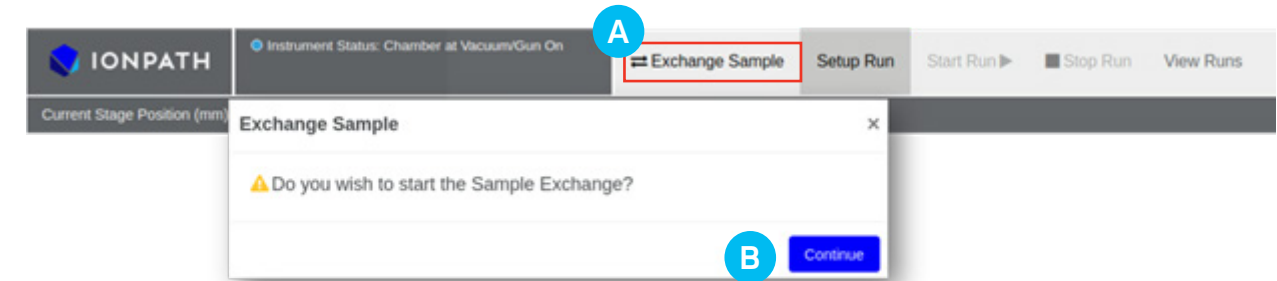 A
IONPATH
Instrument Status: Chamber at Vacuum/Gun On
Exchange Sample
Setup Run
Start Run
Stop Run
View Runs
Current Stage Position (mm)
Exchange Sample
×
Do you wish to start the Sample Exchange?
B
Continue